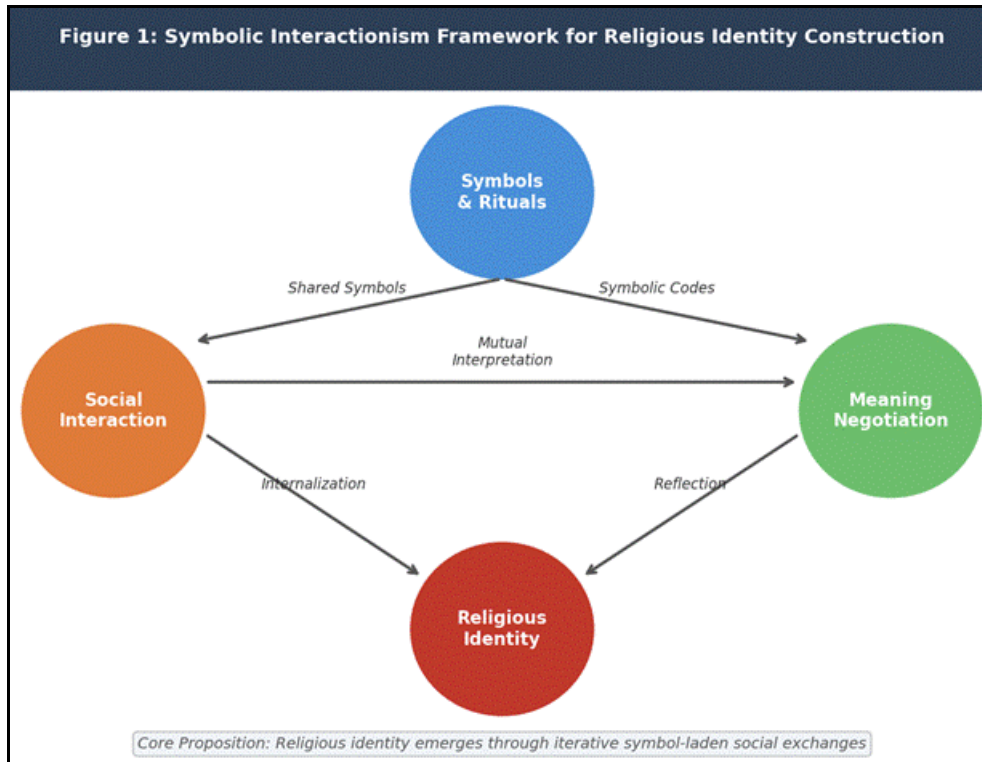 Figure 1: Symbolic Interactionism Framework for Religious Identity Construction
Symbols
& Rituals
Shared Symbols
Symbolic Codes
Mutual
Interpretation
Social
Interaction
Meaning
Negotiation
Internalization
Reflection
Religious
Identity
Core Proposition: Religious identity emerges through iterative symbol-laden social exchanges